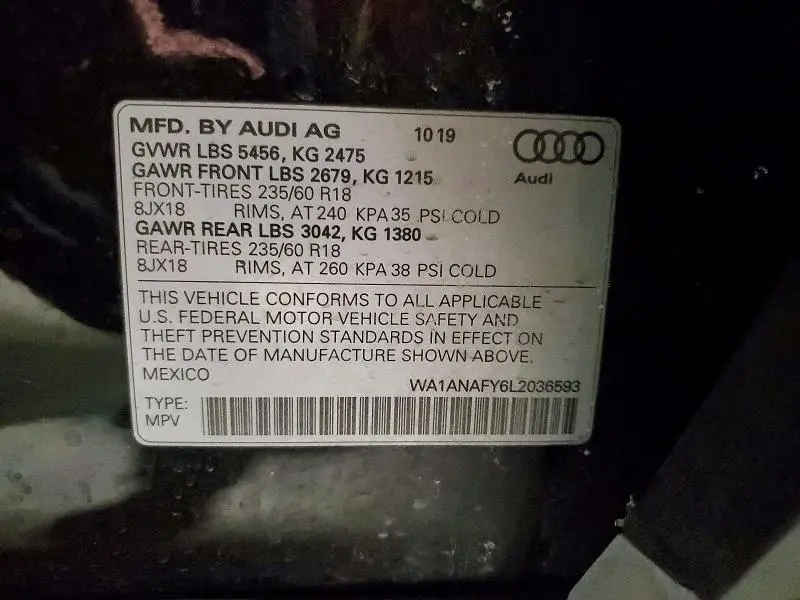 MFD. BY AUDI AG 10 19
GVWR LBS 5456, KG 2475
GAWR FRONT LBS 2679, KG 1215
Audi
FRONT-TIRES 235/60 R18
8JX18 RIMS, AT 240 KPA 35 PSI COLD
GAWR REAR LBS 3042, KG 1380
REAR-TIRES 235/60 R18
8JX18 RIMS, AT 260 KPA 38 PSI COLD
THIS VEHICLE CONFORMS TO ALL APPLICABLE
U.S. FEDERAL MOTOR VEHICLE SAFETY AND
THEFT PREVENTION STANDARDS IN EFFECT ON
THE DATE OF MANUFACTURE SHOWN ABOVE.
MEXICO WA1ANAFY6L2036593
TYPE:
MPV